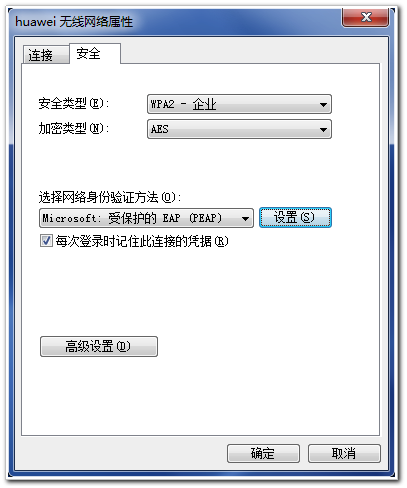 huawei 无线网络属性
连接 安全
安全类型(E): WPA2 - 企业
加密类型(N): AES
选择网络身份验证方法(O):
Microsoft: 受保护的 EAP (PEAP) 设置(S)
每次登录时记住此连接的凭据(R)
高级设置(D)
确定 取消